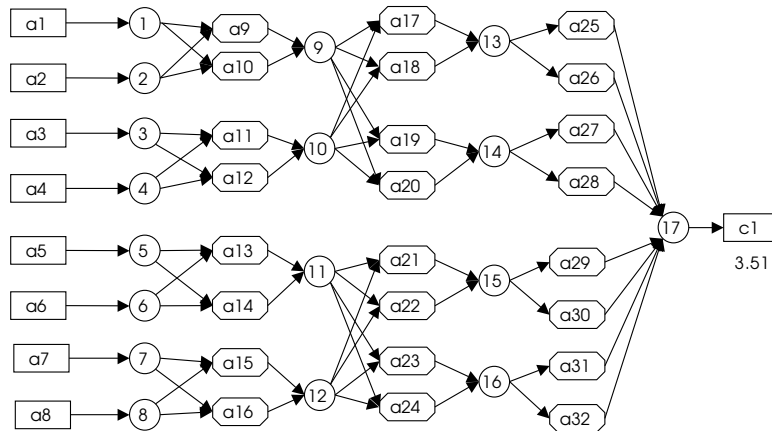 a1 1 a9 a17 a25
a2 2 a10 9 a18 13 a26
a3 3 a11 a19 a27
a4 4 a12 10 a20 14 a28
17 c1
3.51
a5 5 a13 a21 a29
a6 6 a14 11 a22 15 a30
a7 7 a15 a23 a31
a8 8 a16 12 a24 16 a32